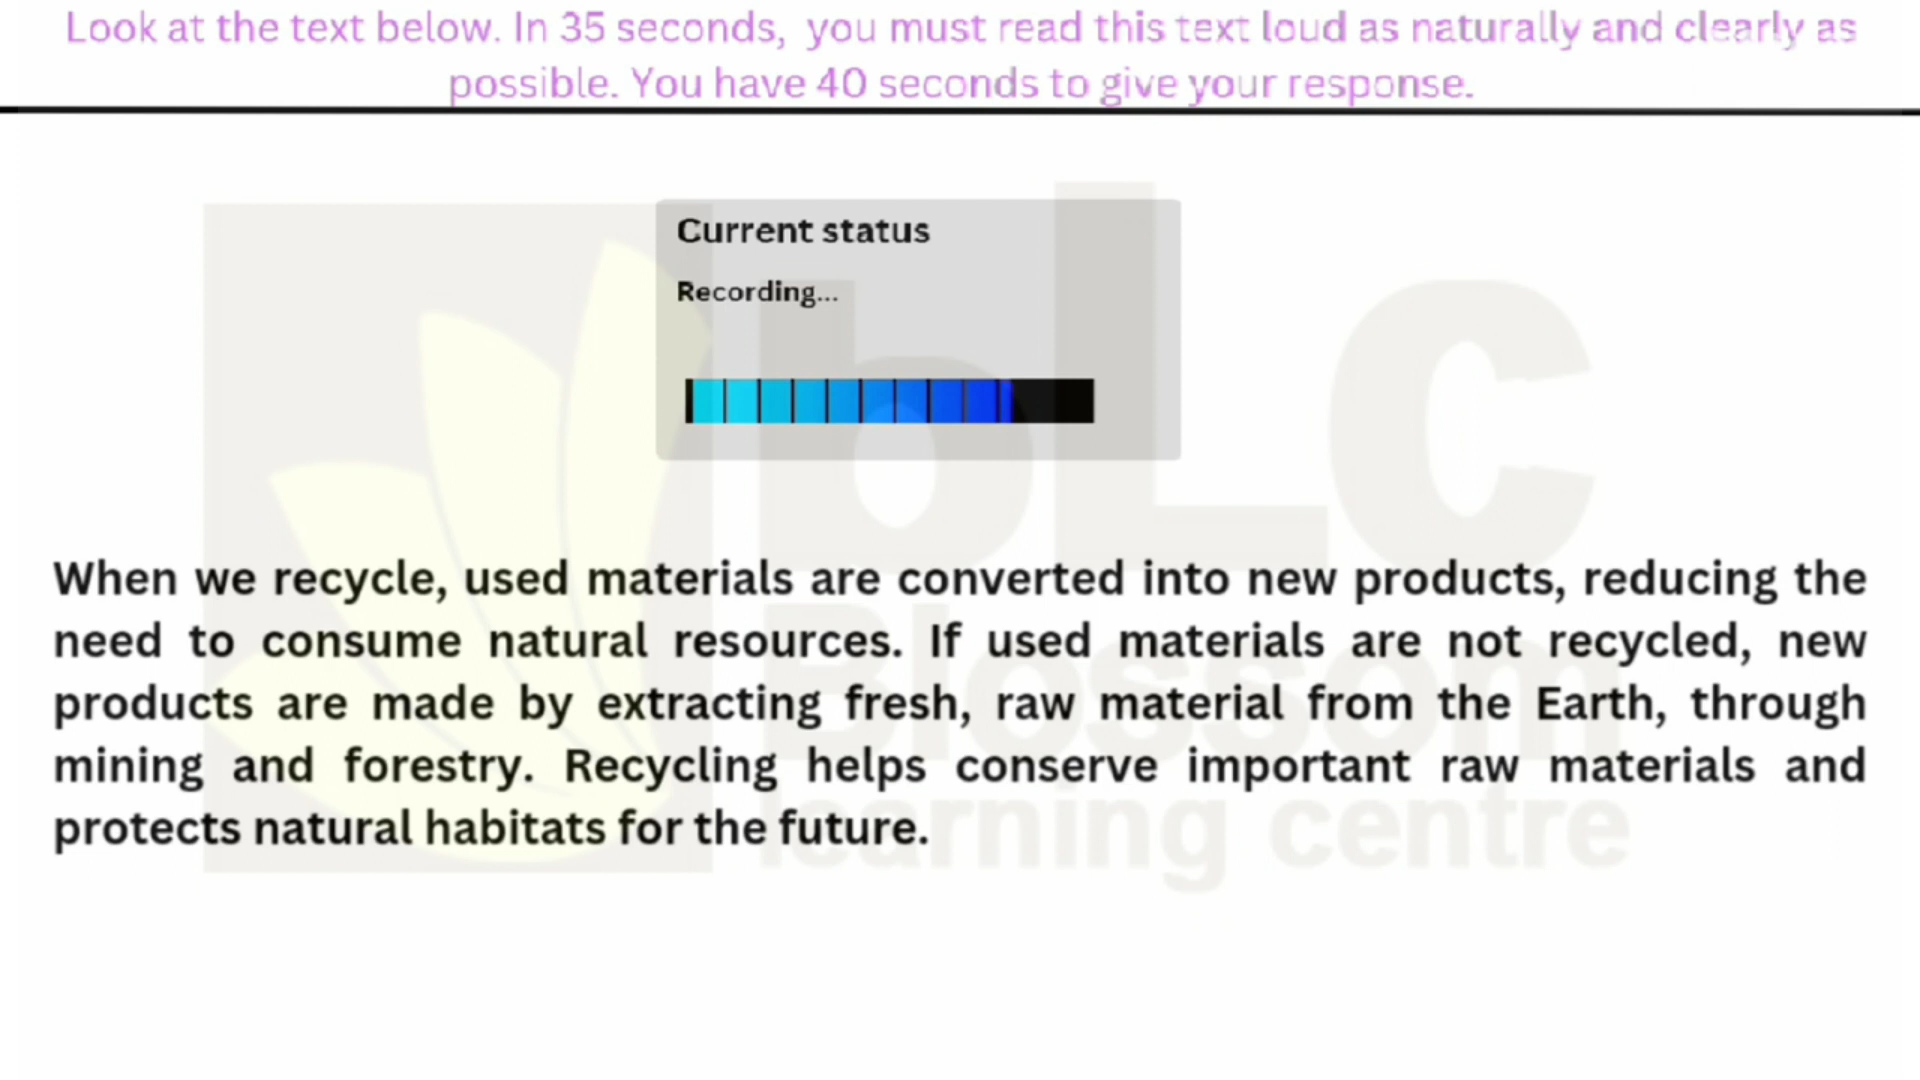 Look at the text below. In 35 seconds, you must read this text loud as naturally and clearly as
possible. You have 40 seconds to give your response.
Current status
Recording...
bLC
Blossom
learning centre
When we recycle, used materials are converted into new products, reducing the
need to consume natural resources. If used materials are not recycled, new
products are made by extracting fresh, raw material from the Earth, through
mining and forestry. Recycling helps conserve important raw materials and
protects natural habitats for the future.